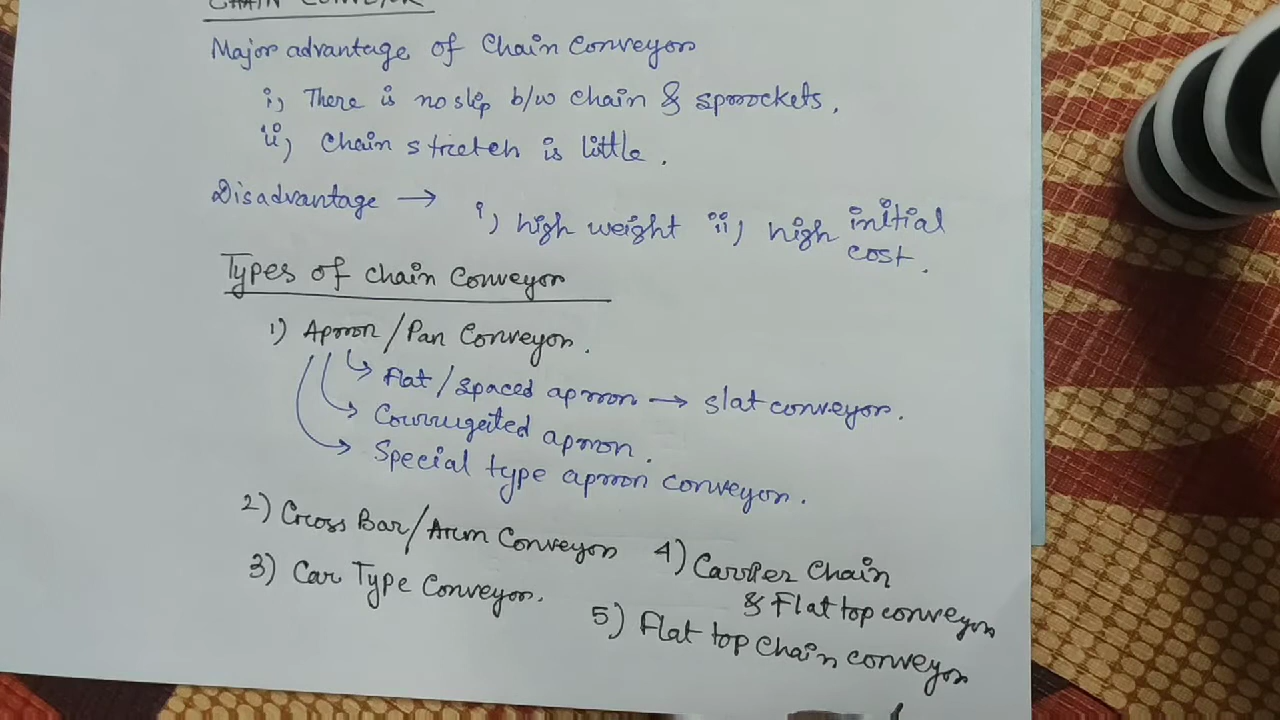 CHAIN CONVEYOR
Major advantage of Chain Conveyor
i) There is no slip b/w chain & sprockets.
ii) Chain stretch is little.
Disadvantage → i) high weight ii) high initial cost.
Types of chain Conveyor
1) Apron/Pan Conveyor.
↳ Flat/spaced apron → slat conveyor.
→ Corrugated apron.
→ Special type apron conveyor.
2) Cross Bar/Arm Conveyor
3) Car Type Conveyor.
4) Carrier Chain
& Flat top conveyor
5) Flat top Chain conveyor